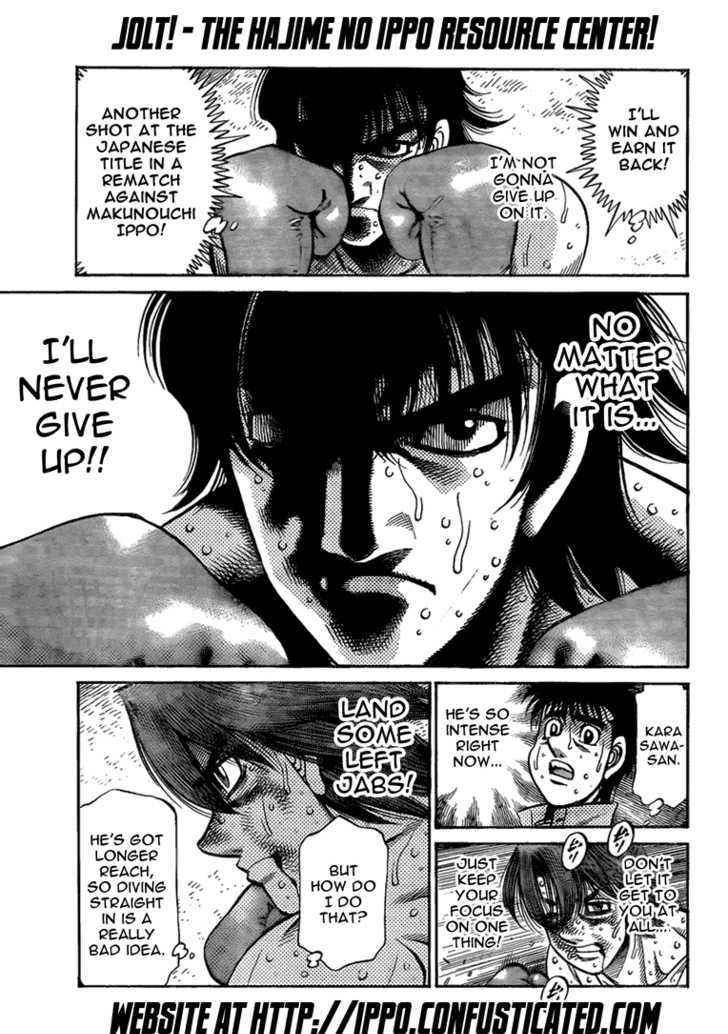 JOLT! - THE HAJIME NO IPPO RESOURCE CENTER!
I'LL
WIN AND
EARN IT
BACK!
I'M NOT
GONNA
GIVE UP
ON IT.
ANOTHER
SHOT AT THE
JAPANESE
TITLE IN A
REMATCH
AGAINST
MAKUNOUCHI
IPPO!
NO
MATTER
WHAT
IT IS...
I'LL
NEVER
GIVE
UP!!
KARA
SAWA-
SAN.
HE'S SO
INTENSE
RIGHT
NOW...
DON'T
LET IT
GET TO
YOU AT
ALL...
JUST
KEEP
YOUR
FOCUS
ON ONE
THING!
LAND
SOME
LEFT
JABS!
BUT
HOW DO
I DO
THAT?
HE'S GOT
LONGER
REACH,
SO DIVING
STRAIGHT
IN IS A
REALLY
BAD IDEA.
WEBSITE AT HTTP://IPPO.CONFUSTICATED.COM